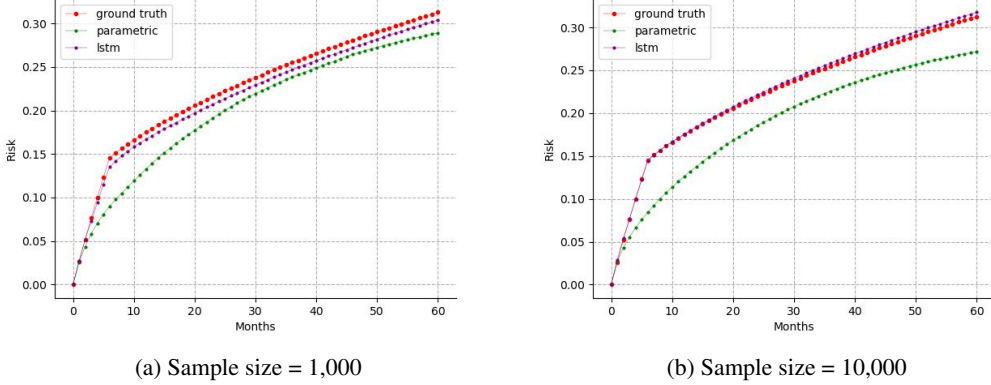 ground truth
parametric
lstm
0.30
0.25
0.20
0.15
0.10
0.05
0.00
Risk
0 10 20 30 40 50 60
Months
(a) Sample size = 1,000
ground truth
parametric
lstm
0.30
0.25
0.20
0.15
0.10
0.05
0.00
Risk
0 10 20 30 40 50 60
Months
(b) Sample size = 10,000